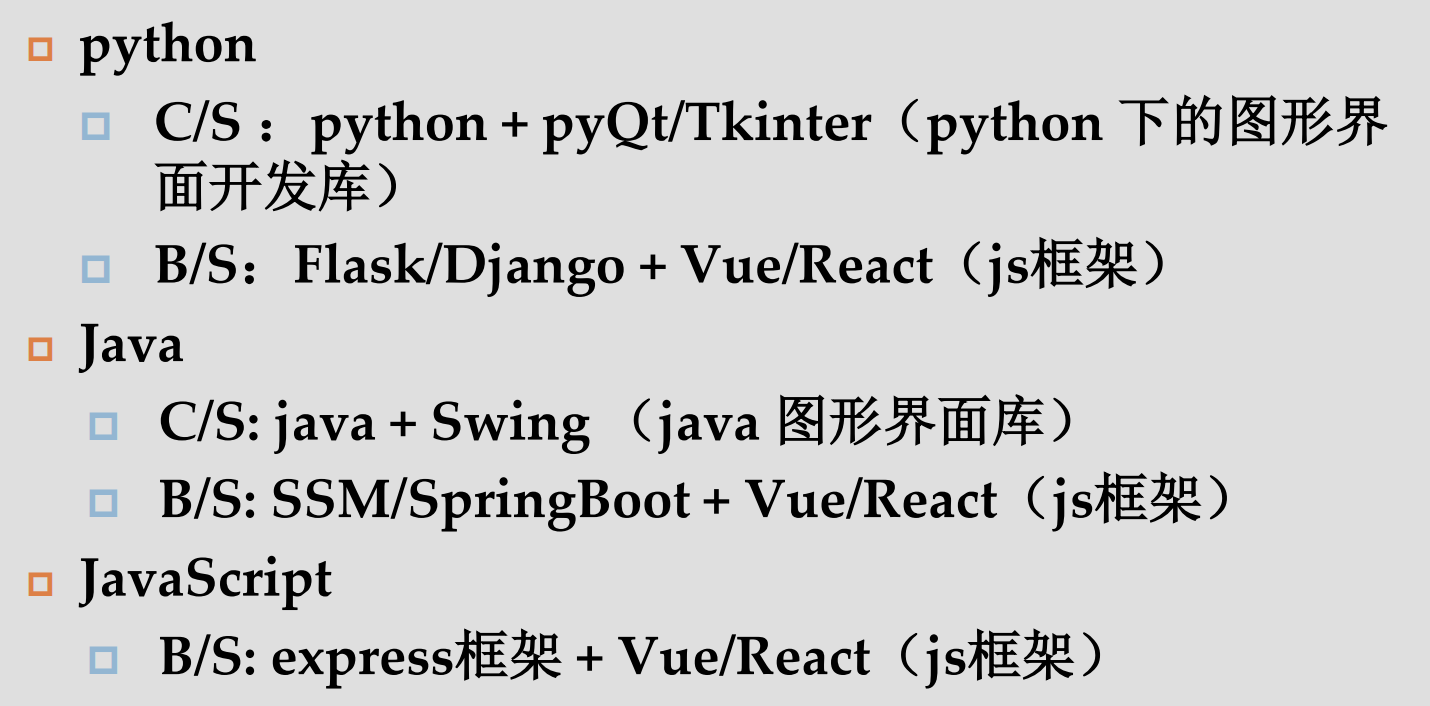 python
C/S ：python + pyQt/Tkinter（python 下的图形界
面开发库）
B/S：Flask/Django + Vue/React（js框架）
Java
C/S: java + Swing （java 图形界面库）
B/S: SSM/SpringBoot + Vue/React（js框架）
JavaScript
B/S: express框架 + Vue/React（js框架）